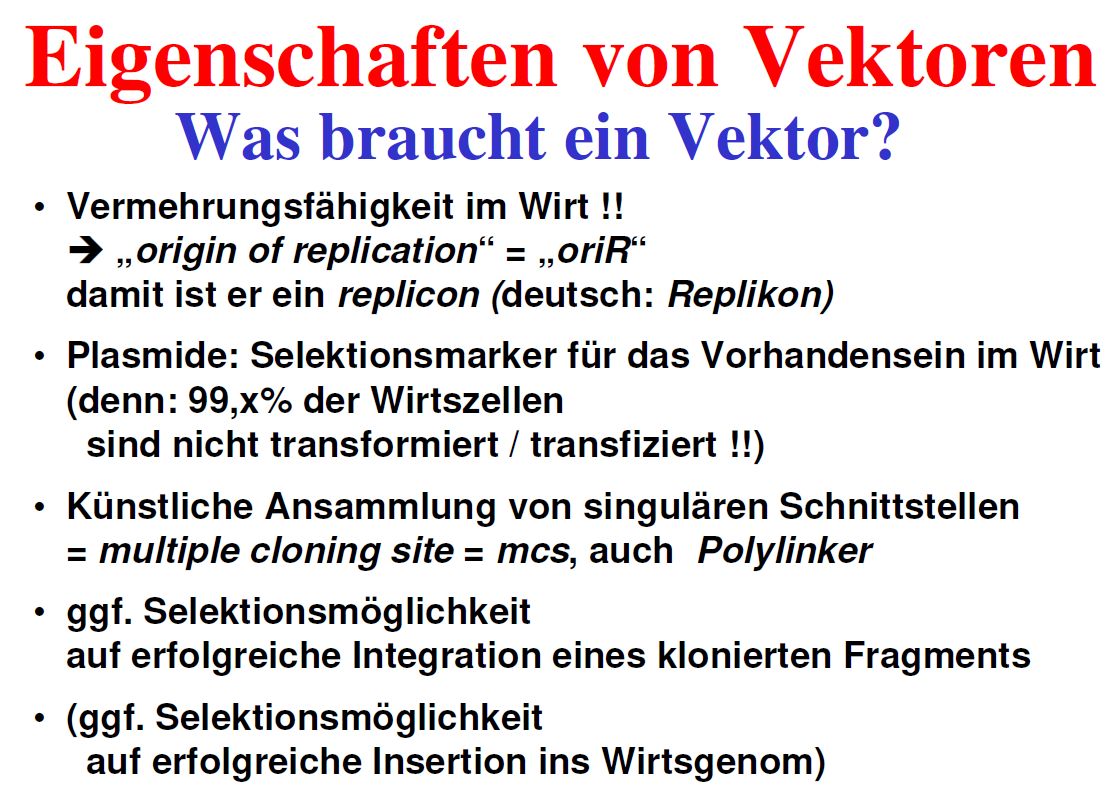 Eigenschaften von Vektoren
Was braucht ein Vektor?
• Vermehrungsfähigkeit im Wirt !!
➔ „origin of replication“ = „oriR“
damit ist er ein replicon (deutsch: Replikon)
• Plasmide: Selektionsmarker für das Vorhandensein im Wirt
(denn: 99,x% der Wirtszellen
sind nicht transformiert / transfiziert !!)
• Künstliche Ansammlung von singulären Schnittstellen
= multiple cloning site = mcs, auch Polylinker
• ggf. Selektionsmöglichkeit
auf erfolgreiche Integration eines klonierten Fragments
• (ggf. Selektionsmöglichkeit
auf erfolgreiche Insertion ins Wirtsgenom)